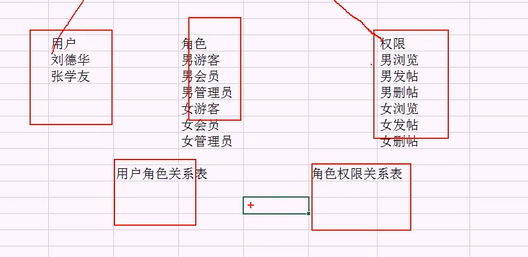 用户
刘德华
张学友
角色
男游客
男会员
男管理员
女游客
女会员
女管理员
权限
男浏览
男发帖
男删帖
女浏览
女发帖
女删帖
用户角色关系表
角色权限关系表